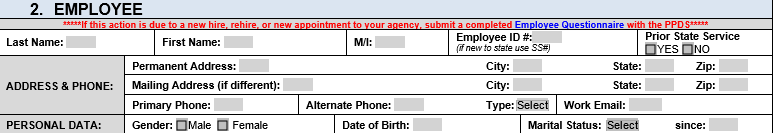 2. EMPLOYEE
*****If this action is due to a new hire, rehire, or new appointment to your agency, submit a completed Employee Questionnaire with the PPDS*****
Last Name: First Name: M/I: Employee ID #: Prior State Service
(if new to state use SS#) YES NO
ADDRESS & PHONE: Permanent Address: City: State: Zip:
Mailing Address (if different): City: State: Zip:
Primary Phone: Alternate Phone: Type: Select Work Email:
PERSONAL DATA: Gender: Male Female Date of Birth: Marital Status: Select since: